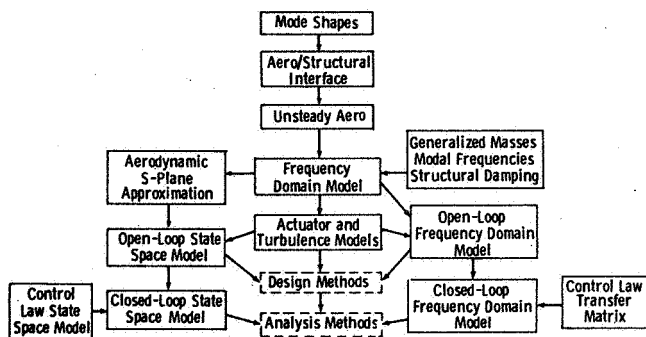 Mode Shapes
Aero/Structural
Interface
Unsteady Aero
Generalized Masses
Modal Frequencies
Structural Damping
Aerodynamic
S-Plane
Approximation
Frequency
Domain Model
Actuator and
Turbulence Models
Open-Loop
Frequency Domain
Model
Open-Loop State
Space Model
Design Methods
Control
Law State
Space Model
Closed-Loop State
Space Model
Analysis Methods
Closed-Loop
Frequency Domain
Model
Control Law
Transfer
Matrix